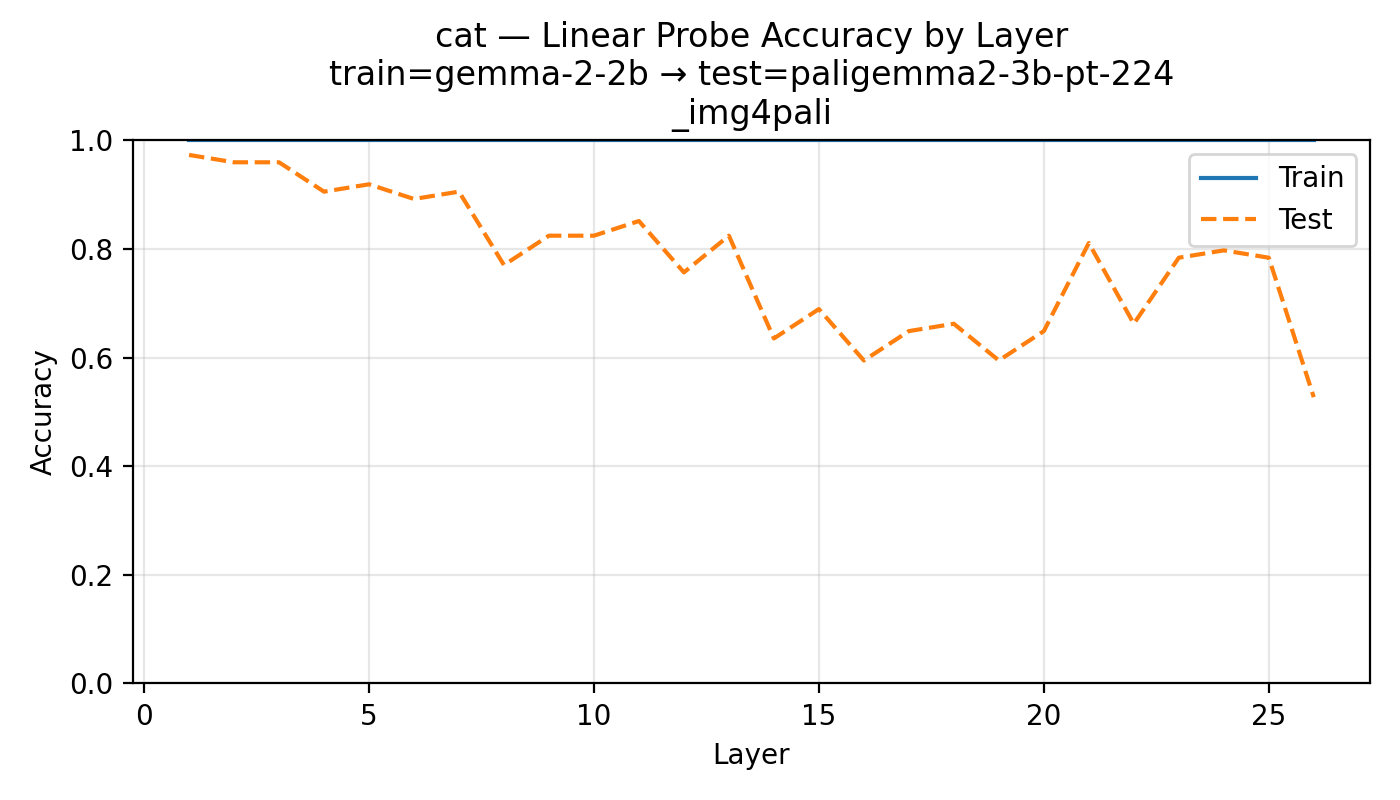 cat — Linear Probe Accuracy by Layer
train=gemma-2-2b → test=paligemma2-3b-pt-224
_img4pali
1.0
0.8
0.6
0.4
0.2
0.0
Accuracy
Train
Test
0 5 10 15 20 25
Layer